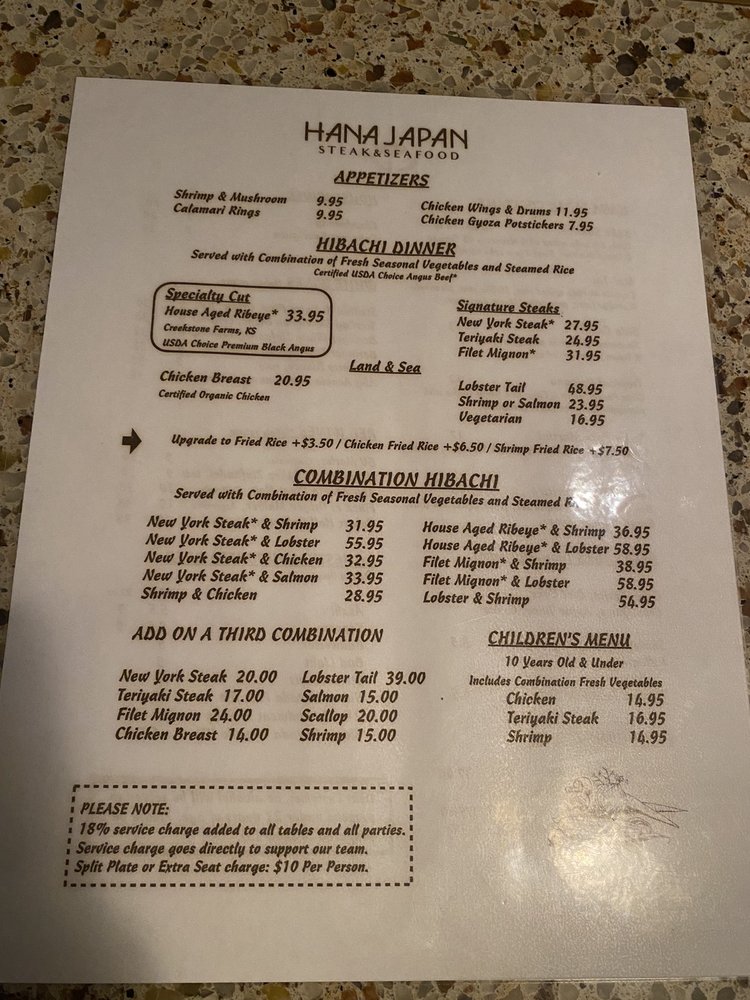 HANA JAPAN
STEAK & SEAFOOD
APPETIZERS
Shrimp & Mushroom 9.95
Calamari Rings 9.95
Chicken Wings & Drums 11.95
Chicken Gyoza Potstickers 7.95
HIBACHI DINNER
Served with Combination of Fresh Seasonal Vegetables and Steamed Rice
Certified USDA Choice Angus Beef*
Specialty Cut
House Aged Ribeye* 33.95
Creekstone Farms, KS
USDA Choice Premium Black Angus
Signature Steaks
New York Steak* 27.95
Teriyaki Steak 24.95
Filet Mignon* 31.95
Land & Sea
Chicken Breast 20.95
Certified Organic Chicken
Lobster Tail 48.95
Shrimp or Salmon 23.95
Vegetarian 16.95
Upgrade to Fried Rice +$3.50 / Chicken Fried Rice +$6.50 / Shrimp Fried Rice +$7.50
COMBINATION HIBACHI
Served with Combination of Fresh Seasonal Vegetables and Steamed
New York Steak* & Shrimp 31.95
New York Steak* & Lobster 55.95
New York Steak* & Chicken 32.95
New York Steak* & Salmon 33.95
Shrimp & Chicken 28.95
House Aged Ribeye* & Shrimp 36.95
House Aged Ribeye* & Lobster 58.95
Filet Mignon* & Shrimp 38.95
Filet Mignon* & Lobster 58.95
Lobster & Shrimp 54.95
ADD ON A THIRD COMBINATION
New York Steak 20.00
Teriyaki Steak 17.00
Filet Mignon 24.00
Chicken Breast 14.00
Lobster Tail 39.00
Salmon 15.00
Scallop 20.00
Shrimp 15.00
CHILDREN'S MENU
10 Years Old & Under
Includes Combination Fresh Vegetables
Chicken 14.95
Teriyaki Steak 16.95
Shrimp 14.95
PLEASE NOTE:
18% service charge added to all tables and all parties.
Service charge goes directly to support our team.
Split Plate or Extra Seat charge: $10 Per Person.